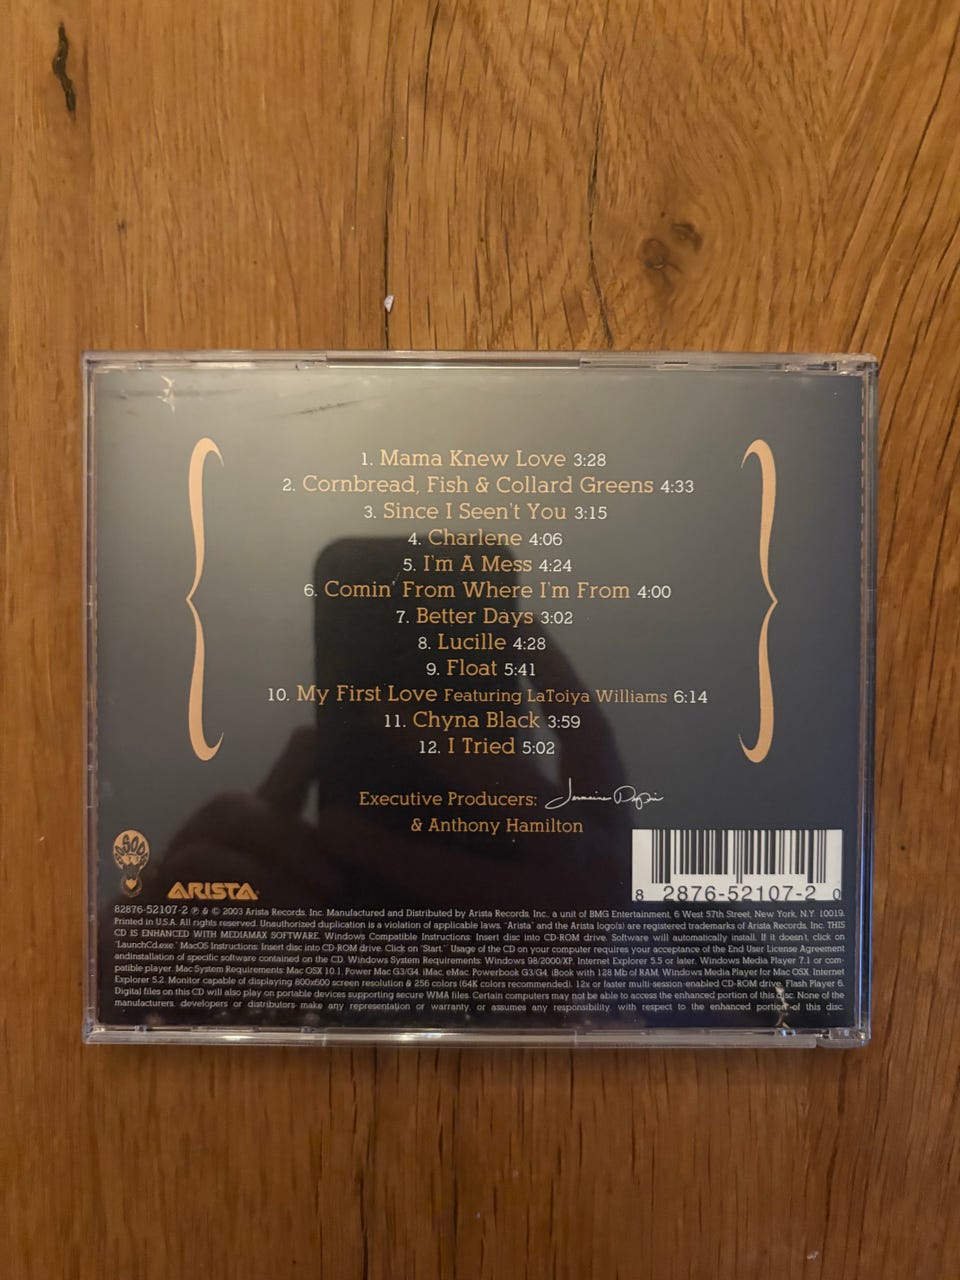 1. Mama Knew Love 3:28
2. Cornbread, Fish & Collard Greens 4:33
3. Since I Seen't You 3:15
4. Charlene 4:06
5. I'm A Mess 4:24
6. Comin' From Where I'm From 4:00
7. Better Days 3:02
8. Lucille 4:28
9. Float 5:41
10. My First Love Featuring LaToiya Williams 6:14
11. Chyna Black 3:59
12. I Tried 5:02
Executive Producers: Jermaine Dupri
& Anthony Hamilton
SO SO DEF
ARISTA
8 2876-52107-2 0
82876-52107-2 ℗ & © 2003 Arista Records, Inc. Manufactured and Distributed by Arista Records, Inc., a unit of BMG Entertainment, 6 West 57th Street, New York, N.Y. 10019.
Printed in U.S.A. All rights reserved. Unauthorized duplication is a violation of applicable laws. "Arista" and the Arista logo(s) are registered trademarks of Arista Records, Inc. THIS
CD IS ENHANCED WITH MEDIAMAX SOFTWARE. Windows Compatible Instructions: Insert disc into CD-ROM drive. Software will automatically install. If it doesn't, click on
"LaunchCd.exe." MacOS Instructions: Insert disc into CD-ROM drive. Click on "Start." Usage of the CD on your computer requires your acceptance of the End User License Agreement
andinstallation of specific software contained on the CD. Windows System Requirements: Windows 98/2000/XP, Internet Explorer 5.5 or later, Windows Media Player 7.1 or com-
patible player. Mac System Requirements: Mac OSX 10.1, Power Mac G3/G4, iMac, eMac, Powerbook G3/G4, iBook with 128 Mb of RAM, Windows Media Player for Mac OSX, Internet
Explorer 5.2. Monitor capable of displaying 800x600 screen resolution & 256 colors (64K colors recommended). 12x or faster multi-session-enabled CD-ROM drive, Flash Player 6.
Digital files on this CD will also play on portable devices supporting secure WMA files. Certain computers may not be able to access the enhanced portion of this disc. None of the
manufacturers, developers or distributors make any representation or warranty, or assumes any responsibility, with respect to the enhanced portion of this disc.